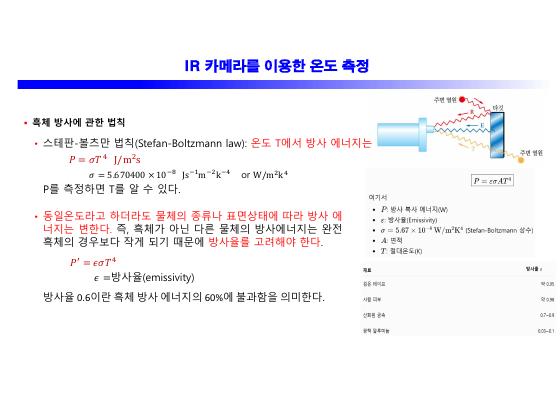 IR 카메라를 이용한 온도 측정
• 흑체 방사에 관한 법칙
• 스테판-볼츠만 법칙(Stefan-Boltzmann law): 온도 T에서 방사 에너지는
P = σT⁴ J/m²s
σ = 5.670400 × 10⁻⁸ Js⁻¹m⁻²k⁻⁴ or W/m²k⁴
P를 측정하면 T를 알 수 있다.
• 동일온도라고 하더라도 물체의 종류나 표면상태에 따라 방사 에
너지는 변한다. 즉, 흑체가 아닌 다른 물체의 방사에너지는 완전
흑체의 경우보다 작게 되기 때문에 방사율을 고려해야 한다.
P′ = ϵσT⁴
ϵ =방사율(emissivity)
방사율 0.6이란 흑체 방사 에너지의 60%에 불과함을 의미한다.
주변 열원
타깃
R
E
주변 열원
P = εσAT⁴
여기서
• P: 방사 복사 에너지(W)
• ε: 방사율(Emissivity)
• σ = 5.67 × 10⁻⁸ W/m²K⁴ (Stefan-Boltzmann 상수)
• A: 면적
• T: 절대온도(K)
재료 방사율 ε
검은 테이프 약 0.95
사람 피부 약 0.98
산화된 금속 0.7~0.9
광택 알루미늄 0.03~0.1